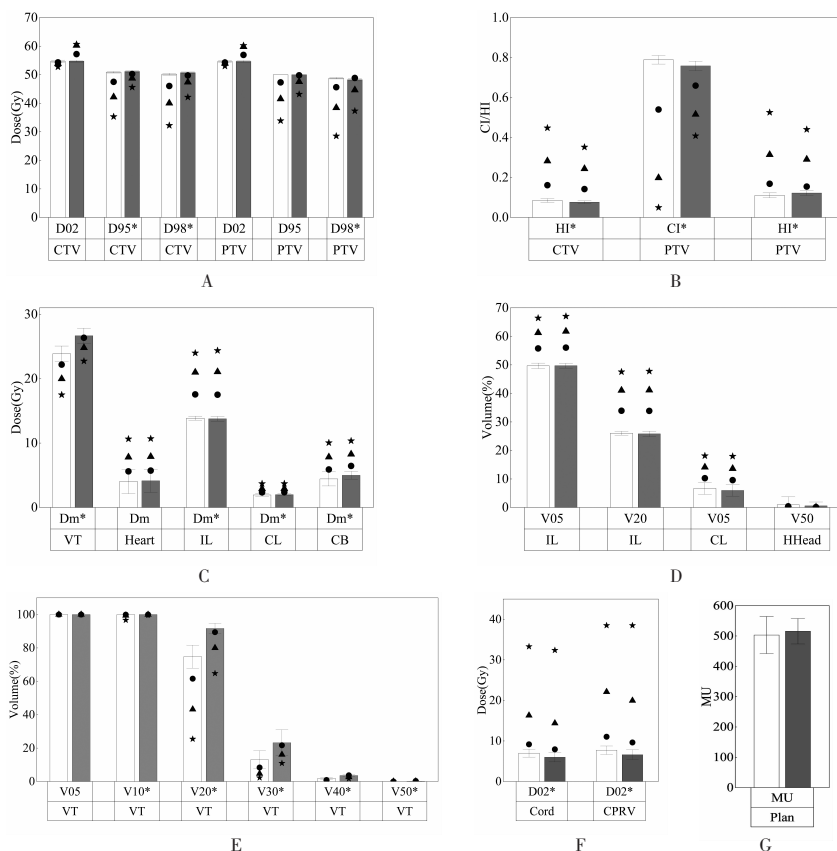 70
60
50
40
30
20
10
0
Dose(Gy)
D02 D95* D98* D02 D95 D98*
CTV CTV CTV PTV PTV PTV
A
0.8
0.6
0.4
0.2
0.0
CI/HI
HI* CI* HI*
CTV PTV PTV
B
30
20
10
0
Dose(Gy)
Dm* Dm Dm* Dm* Dm*
VT Heart IL CL CB
C
70
60
50
40
30
20
10
0
Volume(%)
V05 V20 V05 V50
IL IL CL HHead
D
100
80
60
40
20
0
Volume(%)
V05 V10* V20* V30* V40* V50*
VT VT VT VT VT VT
E
40
30
20
10
0
Dose(Gy)
D02* D02*
Cord CPRV
F
600
500
400
300
200
100
0
MU
MU
Plan
G